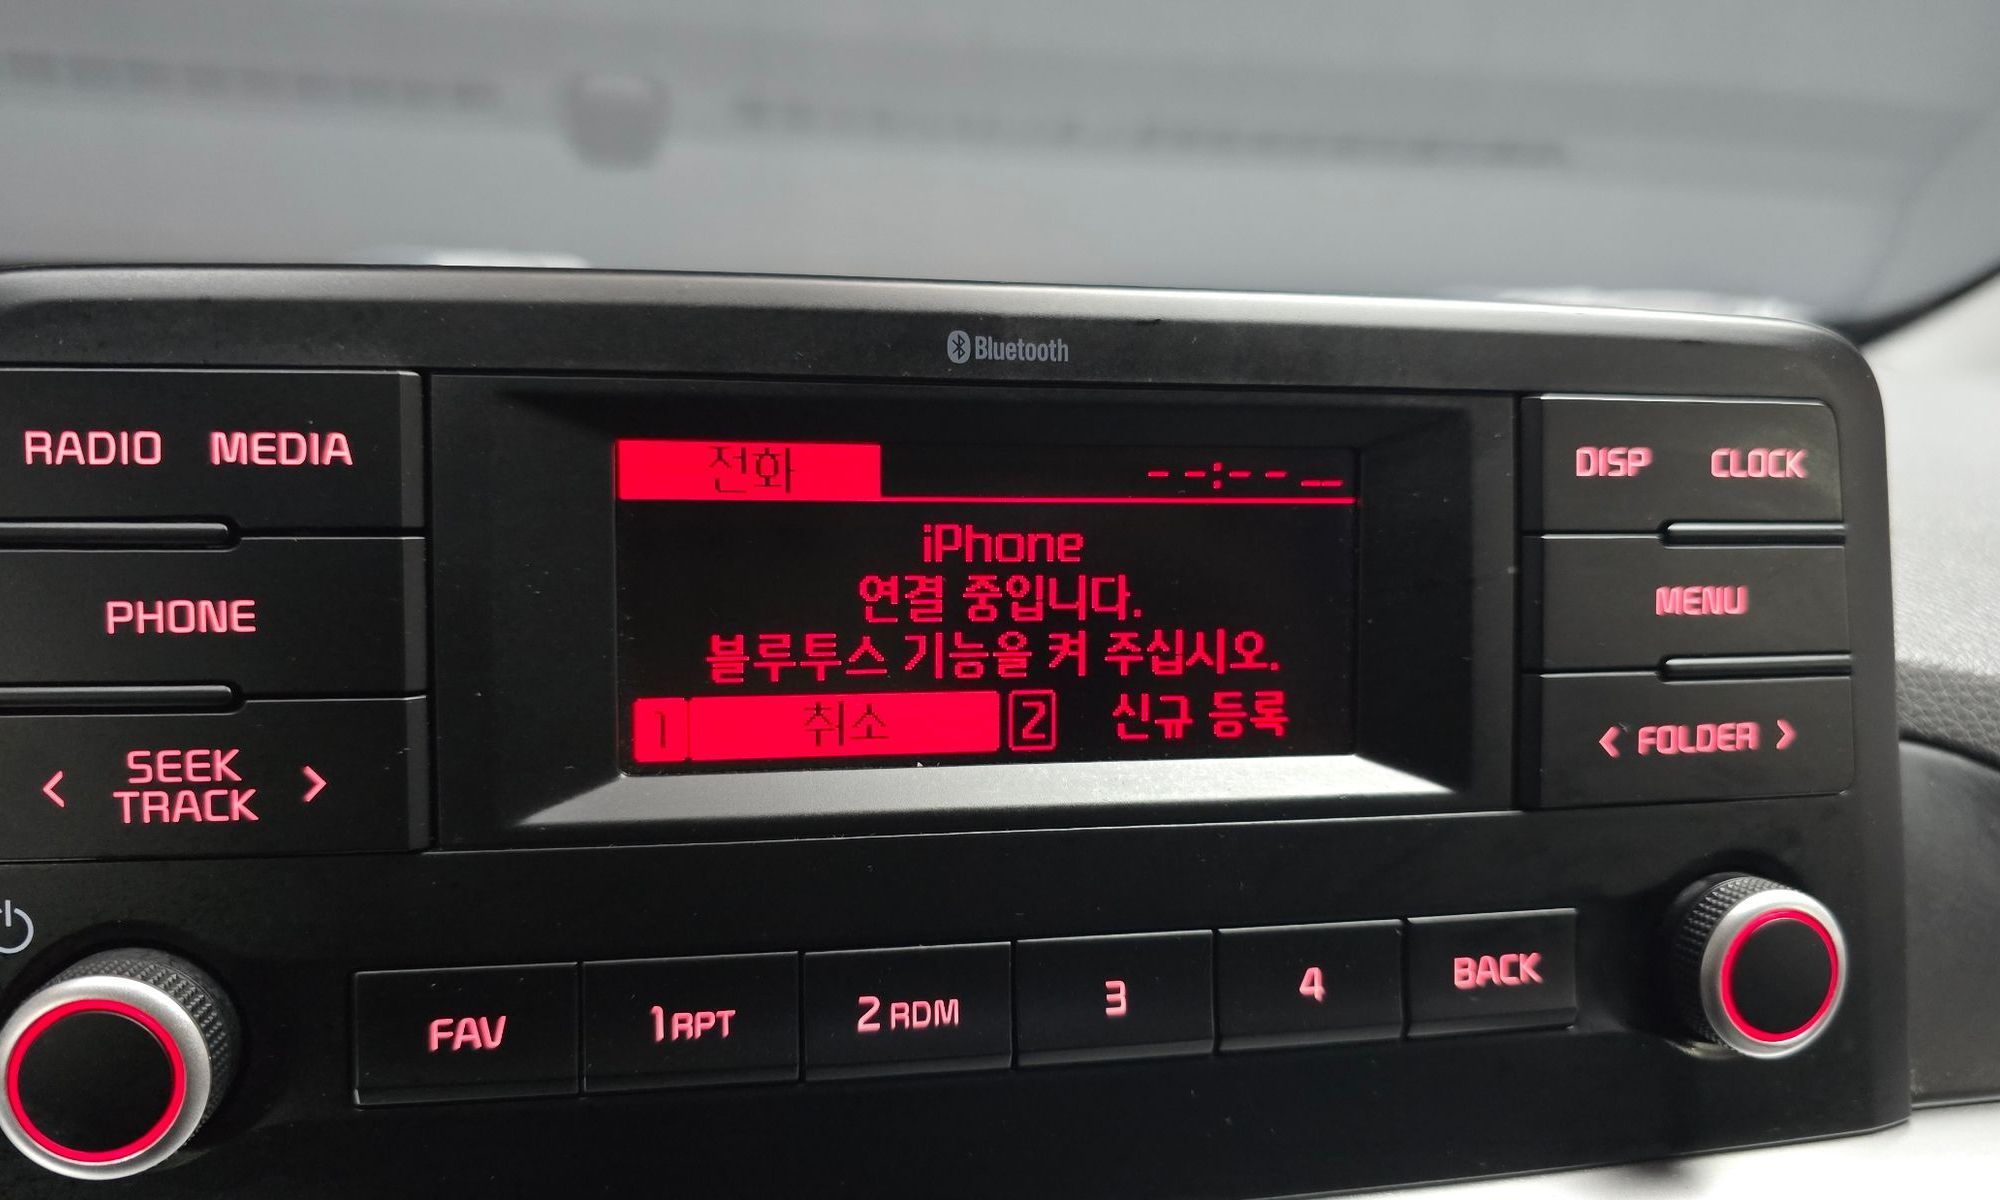 Bluetooth
RADIO MEDIA
PHONE
< SEEK TRACK >
전화 --:-- --
iPhone
연결 중입니다.
블루투스 기능을 켜 주십시오.
1 취소 2 신규 등록
DISP CLOCK
MENU
< FOLDER >
FAV 1 RPT 2 RDM 3 4 BACK